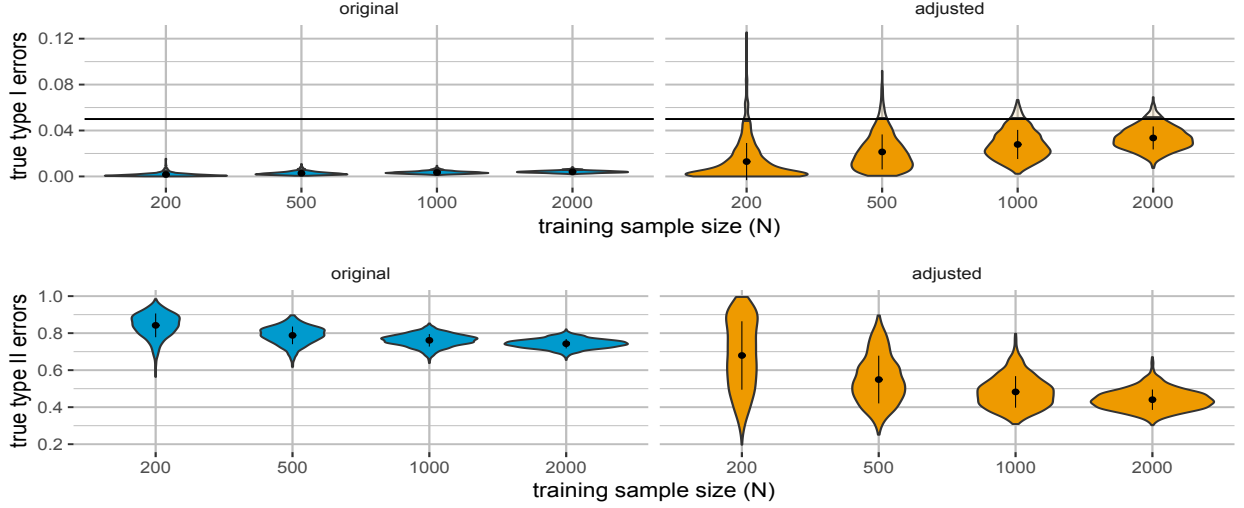 original adjusted
true type I errors
0.12
0.08
0.04
0.00
200 500 1000 2000 200 500 1000 2000
training sample size (N)
original adjusted
true type II errors
1.0
0.8
0.6
0.4
0.2
200 500 1000 2000 200 500 1000 2000
training sample size (N)